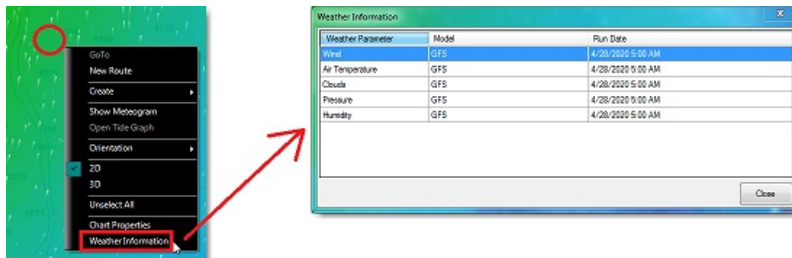 GoTo
New Route
Create
Show Meteogram
Open Tide Graph
Orientation
2D
3D
Unselect All
Chart Properties
Weather Information
Weather Information
Weather Parameter Model Run Date
Wind GFS 4/28/2020 5:00 AM
Air Temperature GFS 4/28/2020 5:00 AM
Clouds GFS 4/28/2020 5:00 AM
Pressure GFS 4/28/2020 5:00 AM
Humidity GFS 4/28/2020 5:00 AM
Close